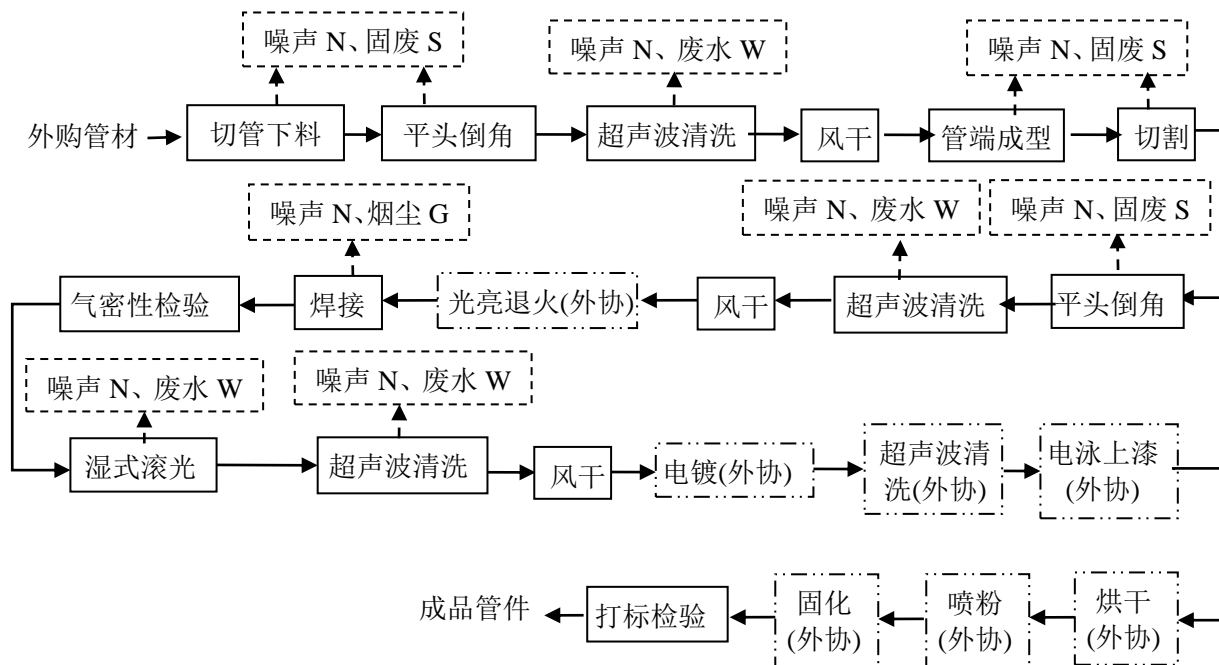 噪声 N、固废 S
噪声 N、废水 W
噪声 N、固废 S
外购管材
切管下料
平头倒角
超声波清洗
风干
管端成型
切割
噪声 N、烟尘 G
噪声 N、废水 W
噪声 N、固废 S
气密性检验
焊接
光亮退火(外协)
风干
超声波清洗
平头倒角
噪声 N、废水 W
噪声 N、废水 W
湿式滚光
超声波清洗
风干
电镀(外协)
超声波清
洗(外协)
电泳上漆
(外协)
成品管件
打标检验
固化
(外协)
喷粉
(外协)
烘干
(外协)